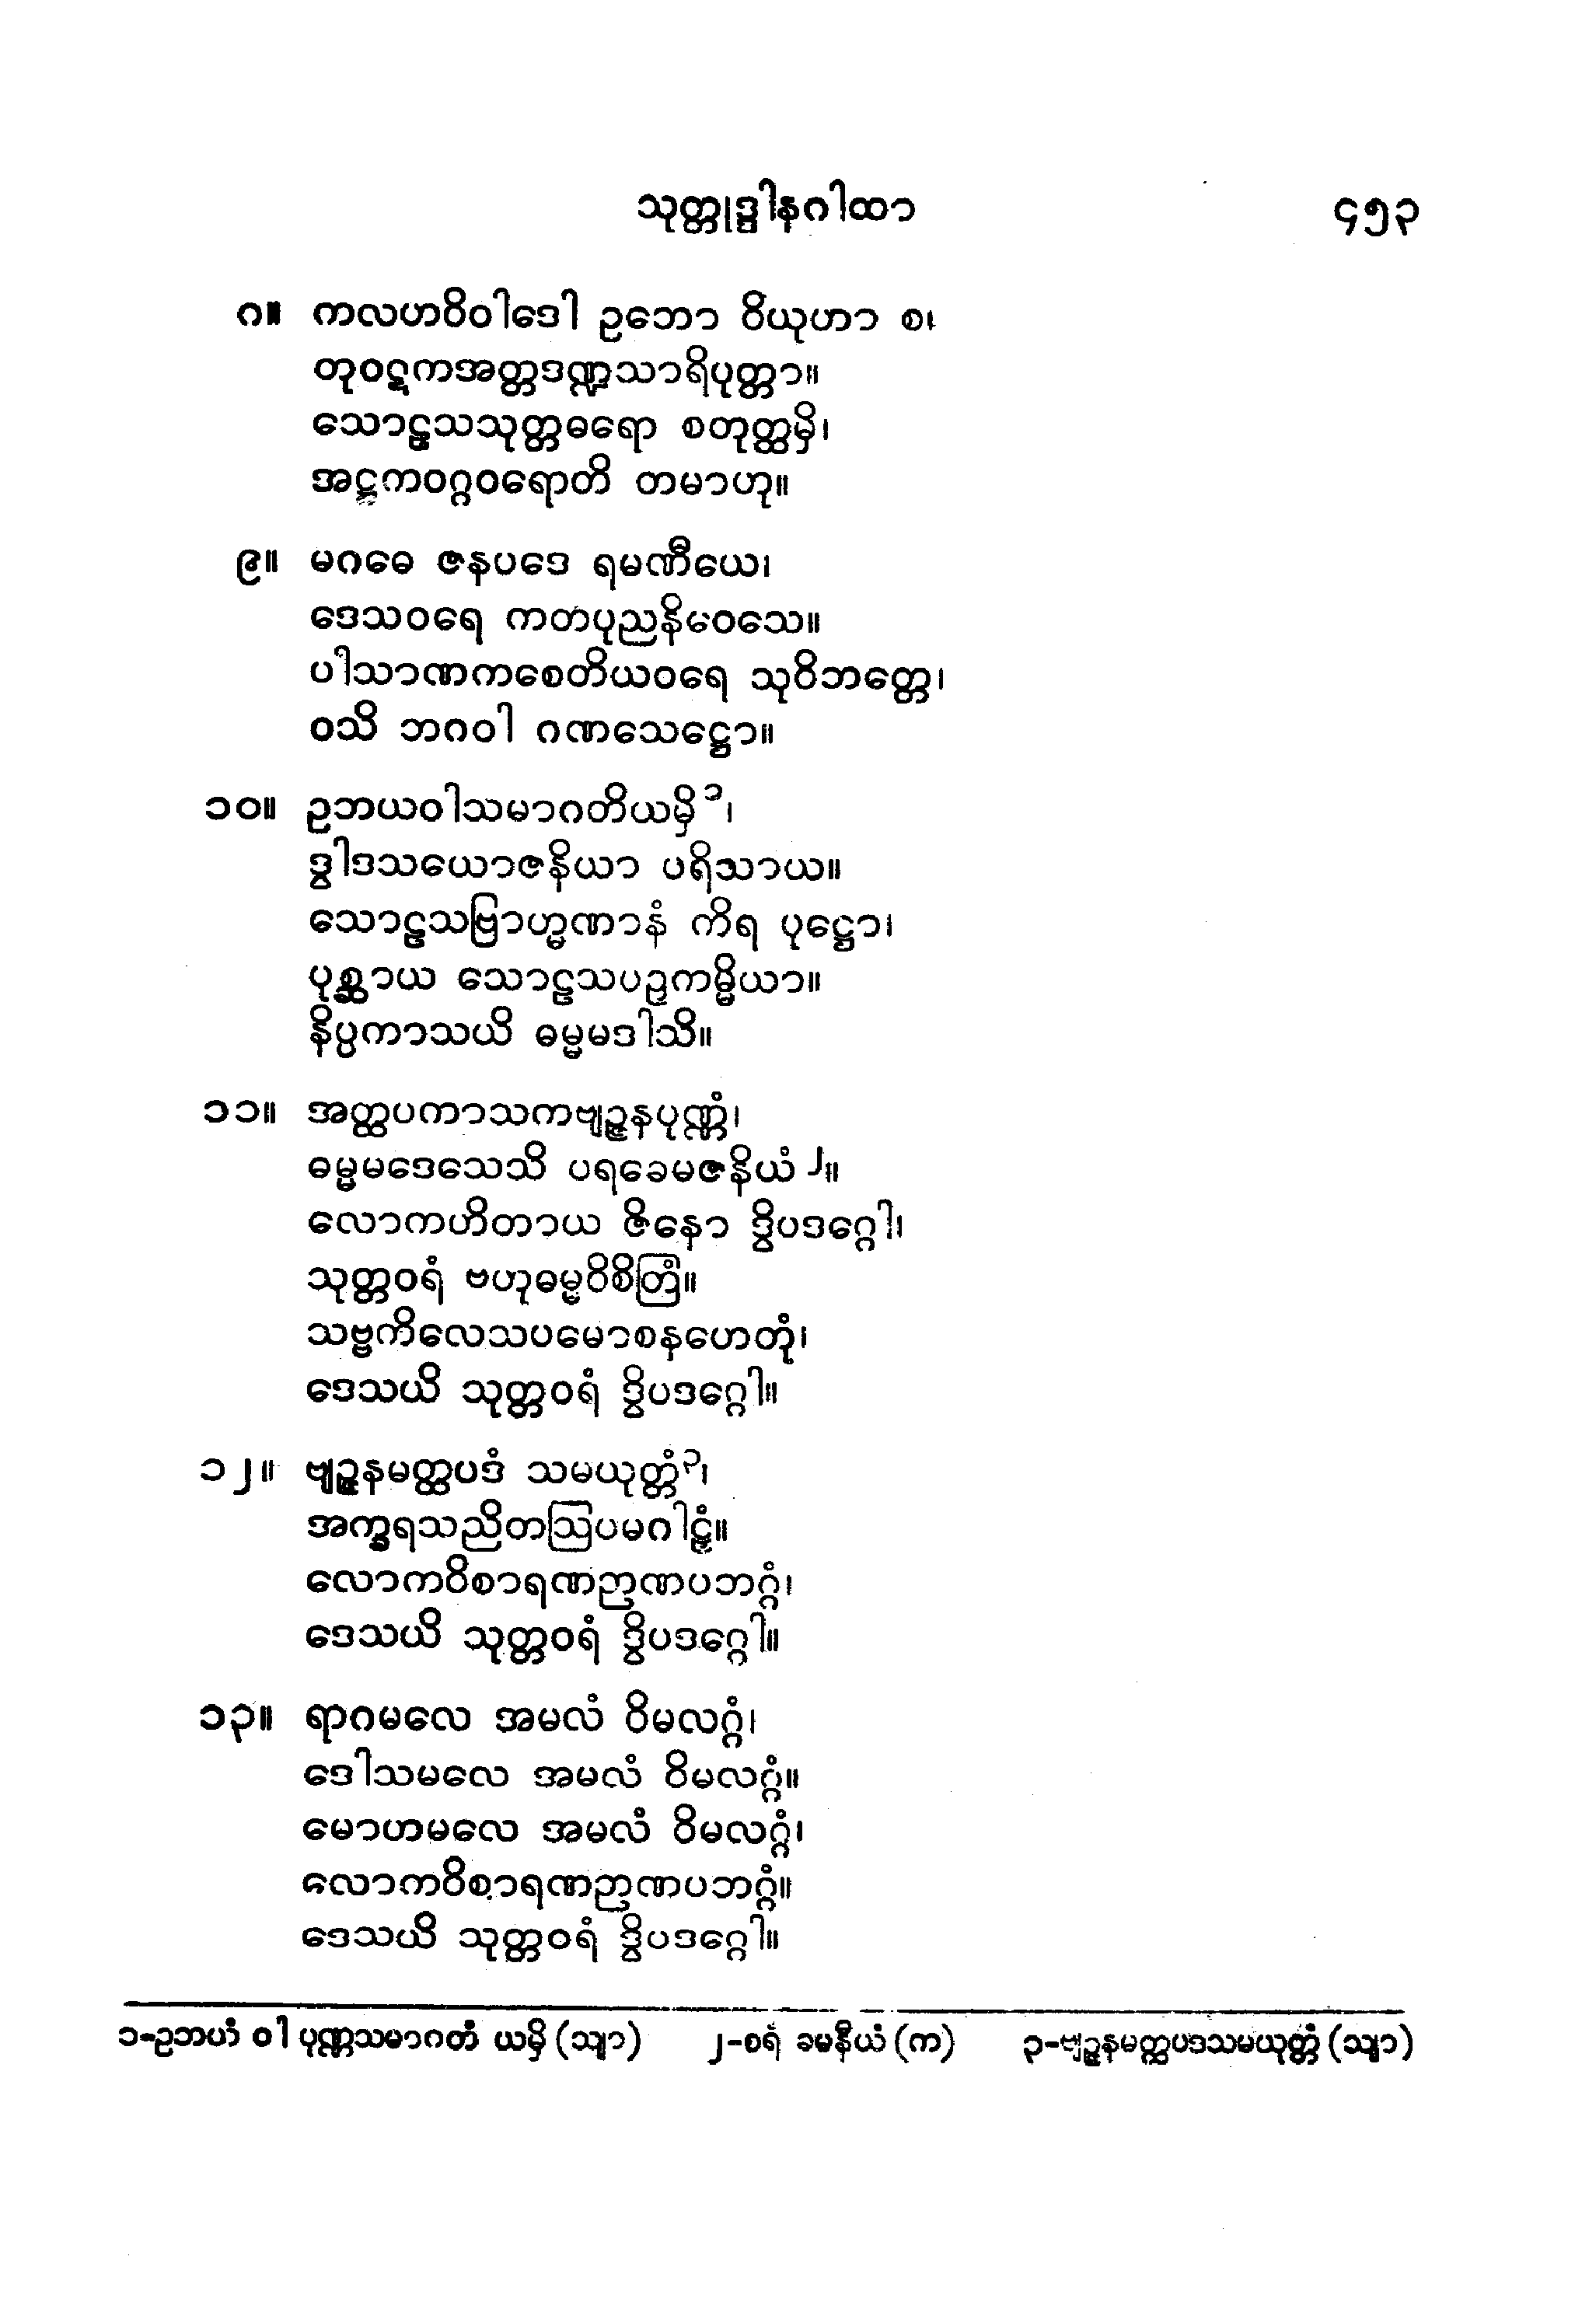 သုတ္တုဒ္ဒါနဂါထာ ၄၅၃
၈။ ကလဟဝိဝါဒေါ ဥဘော ဝိယုဟာ စ၊
တုဝဋကအတ္တဒဏ္ဍသာရိပုတ္တာ။
သောဠသသုတ္တဓရော စတုတ္ထမှိ၊
အဋ္ဌကဝဂ္ဂဝရောတိ တမာဟု။
၉။ မဂဓေ ဇနပဒေ ရမဏီယေ၊
ဒေသဝရေ ကတပုညနိဝေသေ။
ပါသာဏကစေတိယဝရေ သုဝိဘတ္တေ၊
ဝသိ ဘဂဝါ ဂဏသေဋ္ဌော။
၁၀။ ဥဘယဝါသမာဂတိယမှိ ၁၊
ဒွါဒသယောဇနိယာ ပရိသာယ။
သောဠသဗြာဟ္မဏာနံ ကိရ ပုဋ္ဌော၊
ပုစ္ဆာယ သောဠသပဉှကမ္မိယာ။
နိပ္ပကာသယိ ဓမ္မမဒါသိ။
၁၁။ အတ္ထပကာသကဗျဉ္ဇနပုဏ္ဏံ၊
ဓမ္မမဒေသေသိ ပရခေမဇနိယံ ၂။
လောကဟိတာယ ဇိနော ဒွိပဒဂ္ဂေါ၊
သုတ္တဝရံ ဗဟုဓမ္မဝိစိတြံ။
သဗ္ဗကိလေသပမောစနဟေတုံ၊
ဒေသယိ သုတ္တဝရံ ဒွိပဒဂ္ဂေါ။
၁၂။ ဗျဉ္ဇနမတ္ထပဒံ သမယုတ္တံ၃၊
အက္ခရသညိတဩပမဂါဠှံ။
လောကဝိစာရဏဉာဏပဘဂ္ဂံ၊
ဒေသယိ သုတ္တဝရံ ဒွိပဒဂ္ဂေါ။
၁၃။ ရာဂမလေ အမလံ ဝိမလဂ္ဂံ၊
ဒေါသမလေ အမလံ ဝိမလဂ္ဂံ။
မောဟမလေ အမလံ ဝိမလဂ္ဂံ၊
လောကဝိစာရဏဉာဏပဘဂ္ဂံ။
ဒေသယိ သုတ္တဝရံ ဒွိပဒဂ္ဂေါ။
၁-ဥဘယံ ဝါ ပုဏ္ဏသမာဂတံ ယမှိ (သျာ) ၂-စရံ ခမနီယံ (က) ၃-ဗျဉ္ဇနမတ္ထပဒသမယုတ္တံ (သျာ)